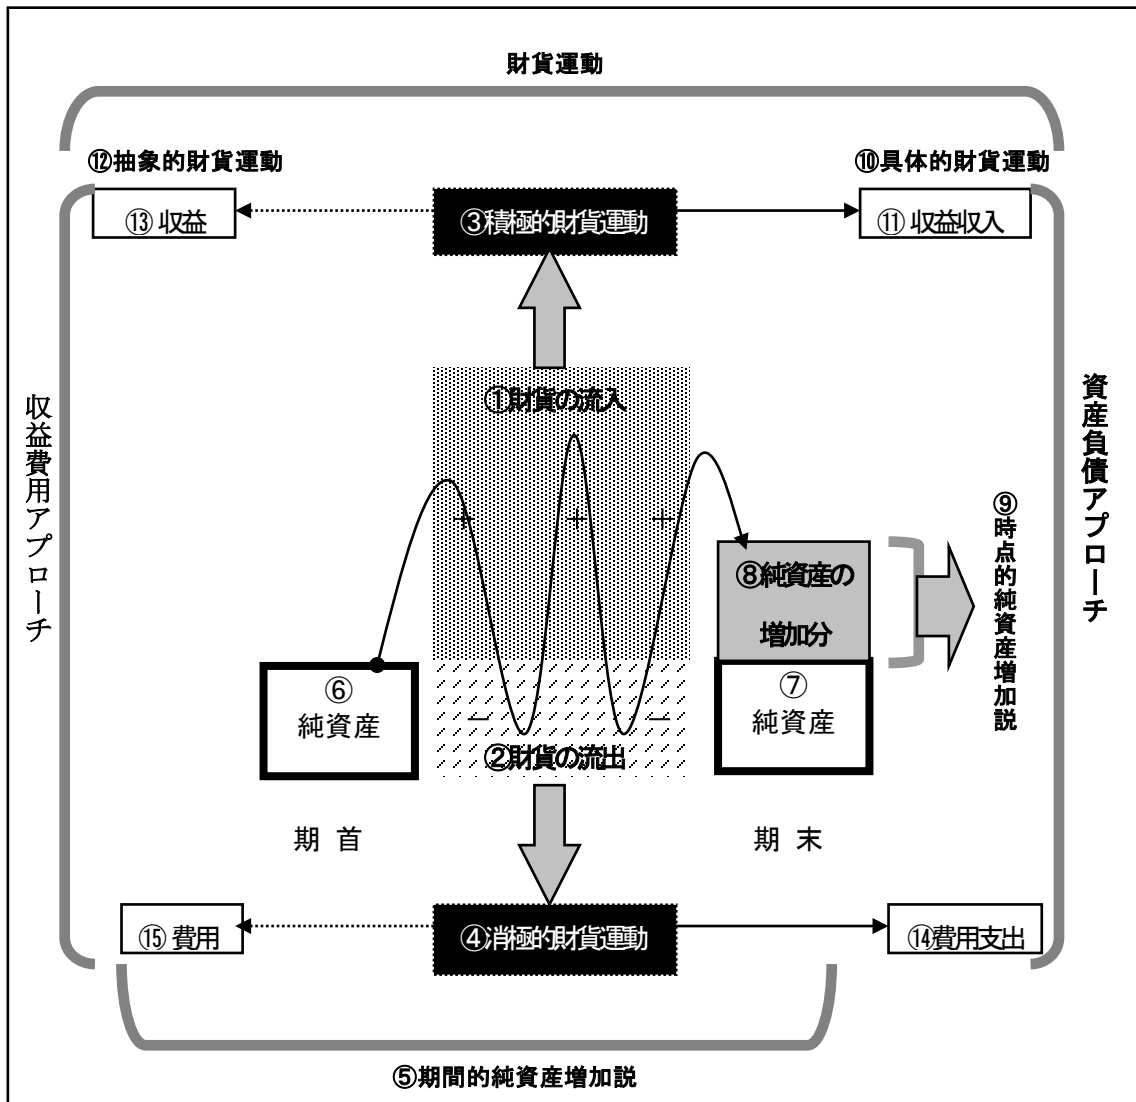 財貨運動
⑫抽象的財貨運動
⑩具体的財貨運動
⑬収益
③積極的財貨運動
⑪収益収入
①財貨の流入
収益費用アプローチ
資産負債アプローチ
⑨時点的純資産増加説
+
+
+
⑧純資産の
増加分
⑥
純資産
⑦
純資産
－
－
②財貨の流出
期 首
期 末
⑮費用
④消極的財貨運動
⑭費用支出
⑤期間的純資産増加説